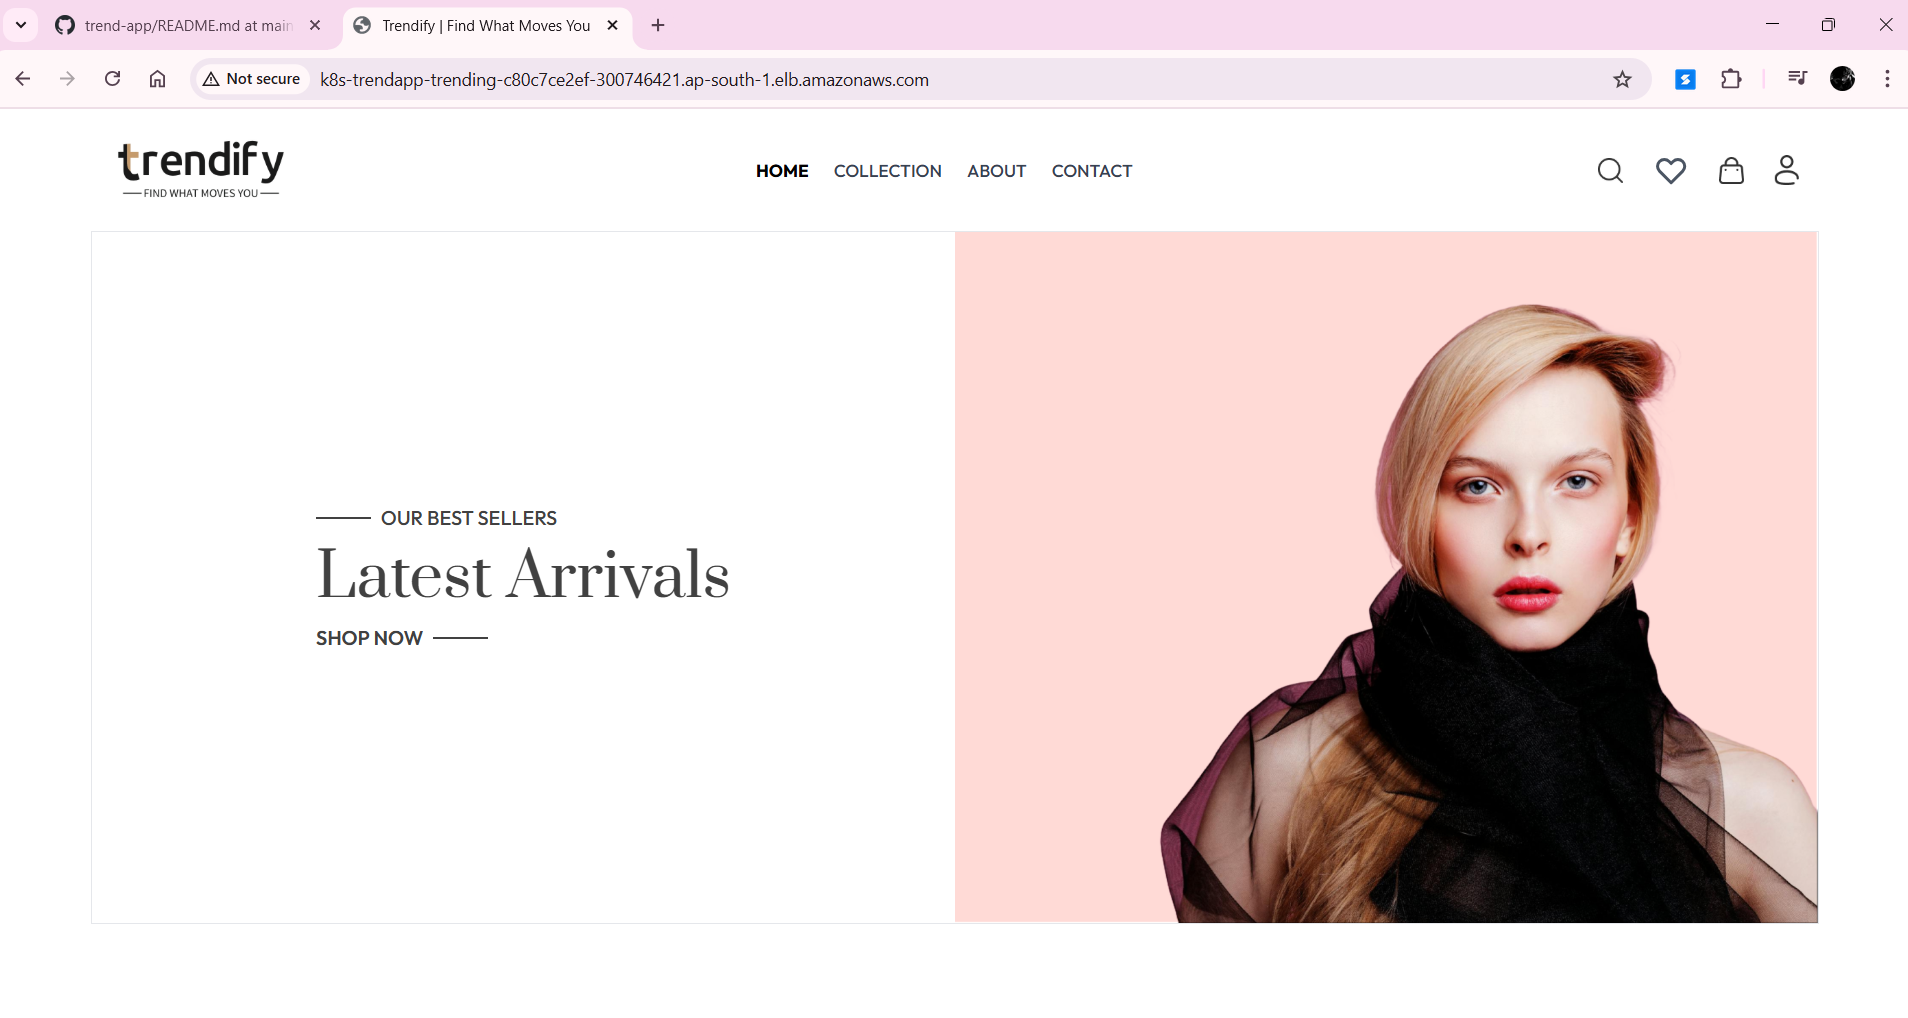 trend-app/README.md at main
Trendify | Find What Moves You
Not secure
k8s-trendapp-trending-c80c7ce2ef-300746421.ap-south-1.elb.amazonaws.com
trendify
FIND WHAT MOVES YOU
HOME COLLECTION ABOUT CONTACT
OUR BEST SELLERS
Latest Arrivals
SHOP NOW